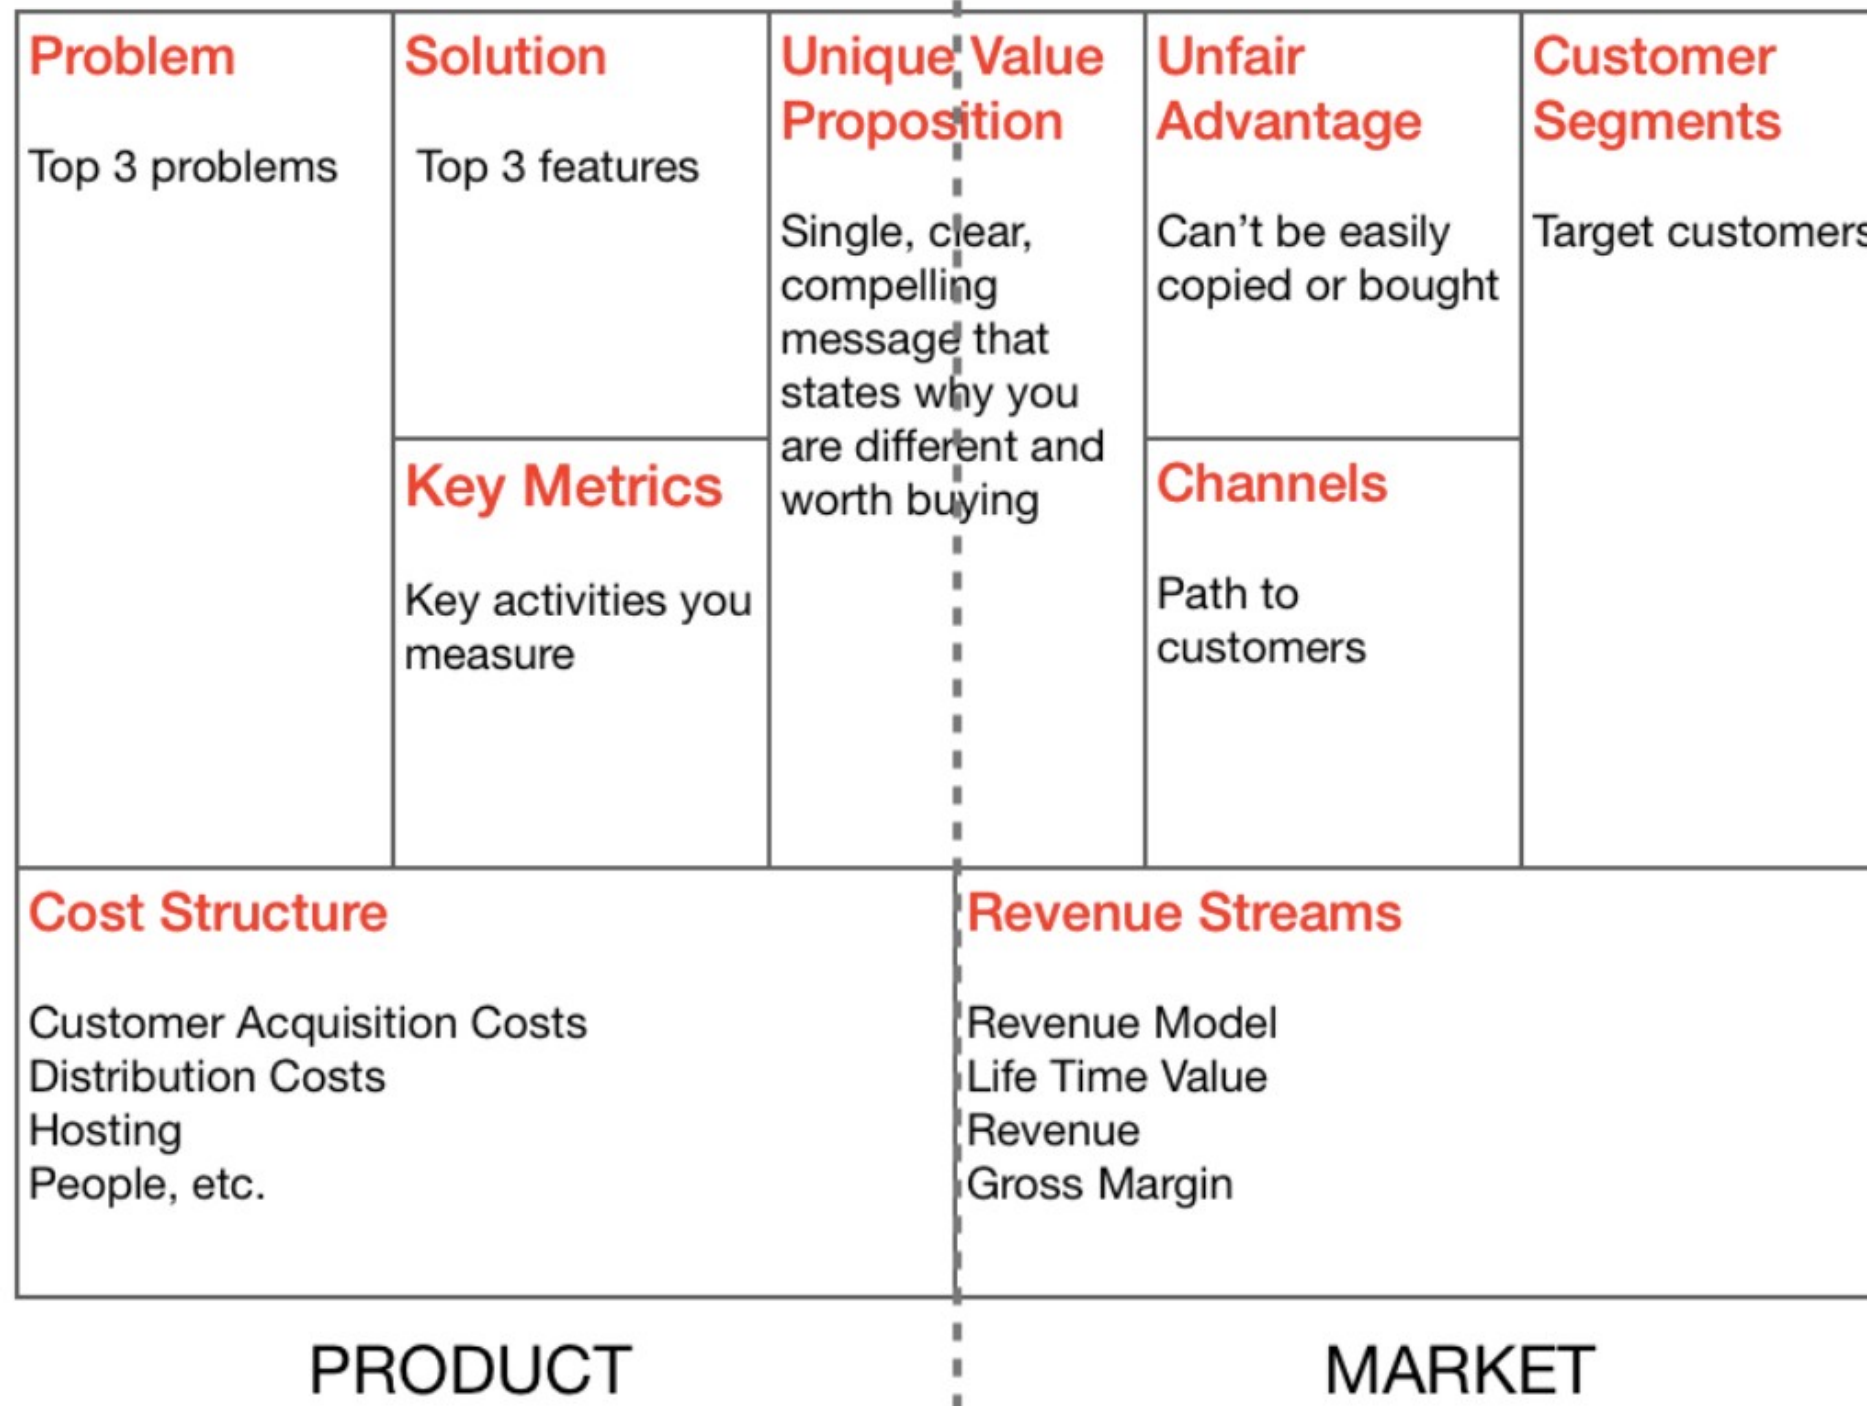 Problem
Top 3 problems
Solution
Top 3 features
Key Metrics
Key activities you
measure
Unique Value
Proposition
Single, clear,
compelling
message that
states why you
are different and
worth buying
Unfair
Advantage
Can't be easily
copied or bought
Channels
Path to
customers
Customer
Segments
Target customers
Cost Structure
Customer Acquisition Costs
Distribution Costs
Hosting
People, etc.
Revenue Streams
Revenue Model
Life Time Value
Revenue
Gross Margin
PRODUCT
MARKET